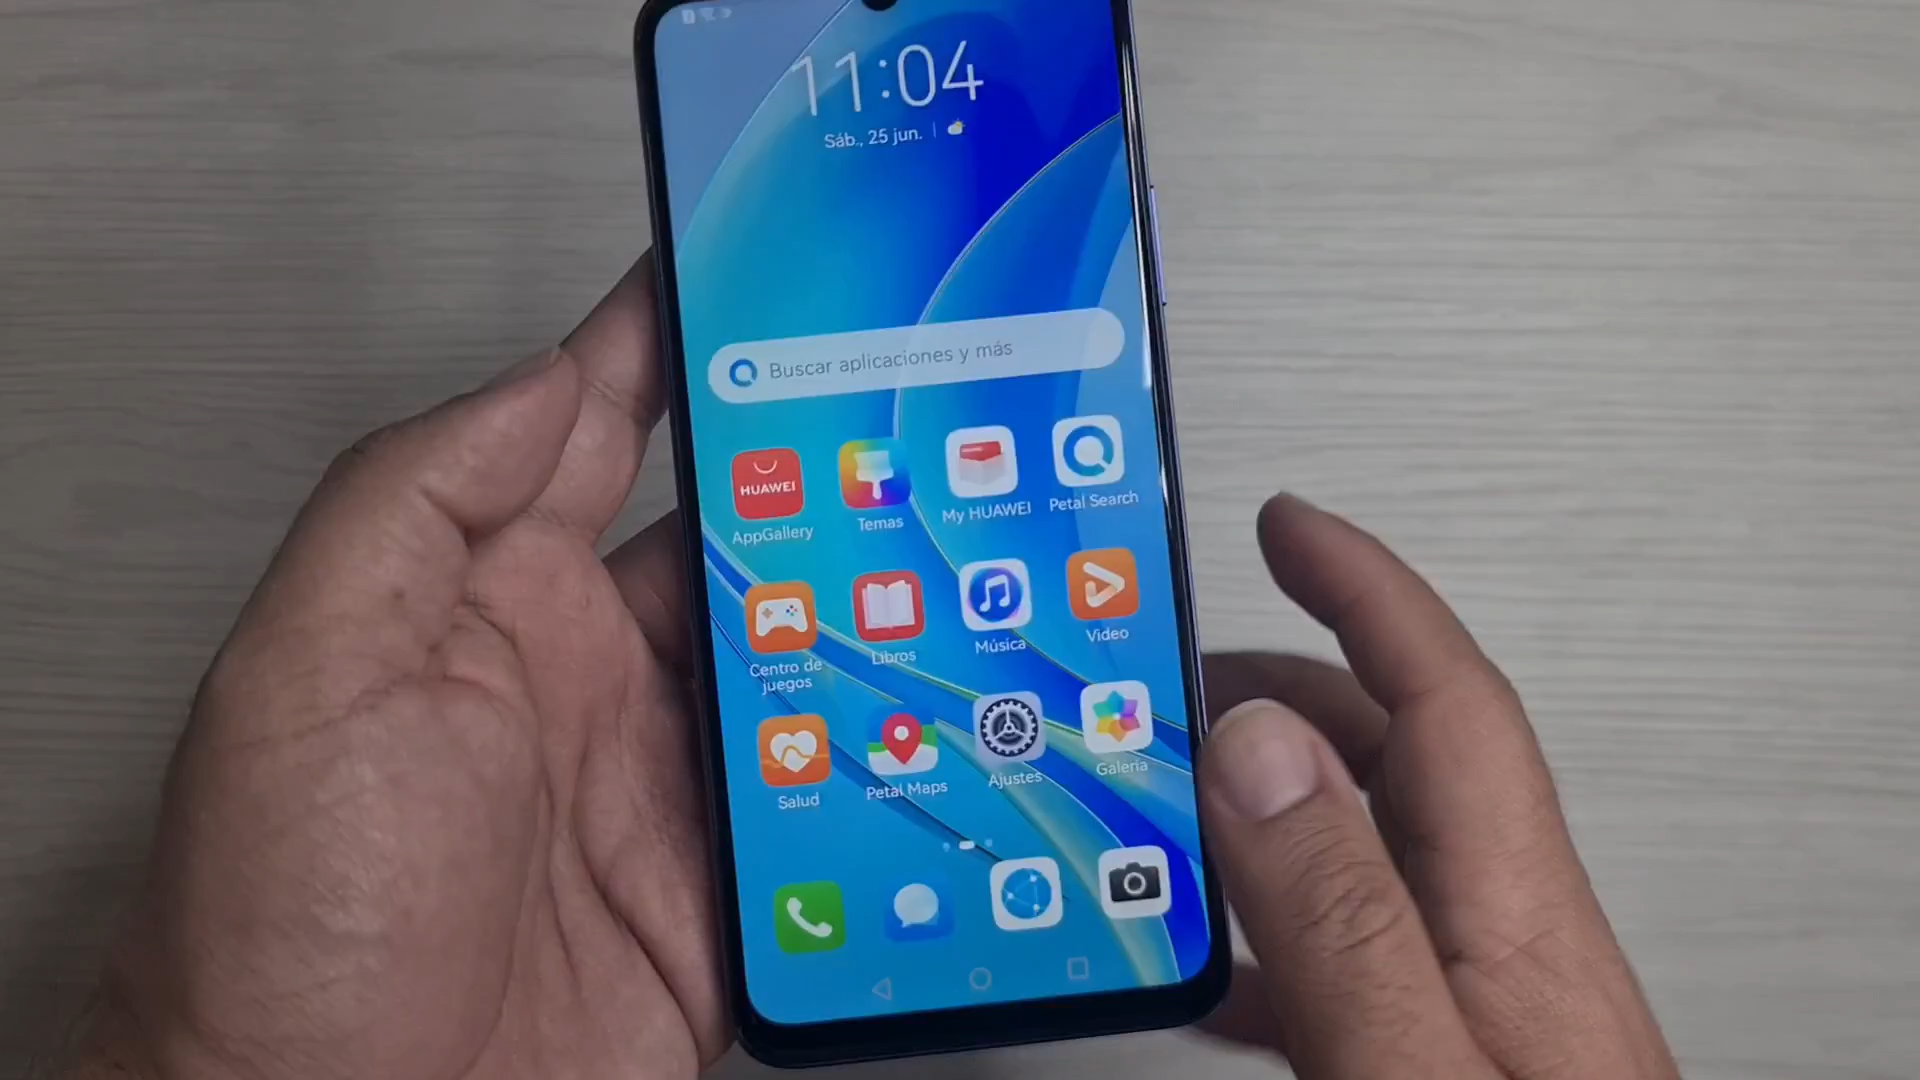 11:04
Sáb., 25 jun.
Buscar aplicaciones y más
HUAWEI
AppGallery
Temas
My HUAWEI
Petal Search
Centro de
juegos
Libros
Música
Video
Salud
Petal Maps
Ajustes
Galería